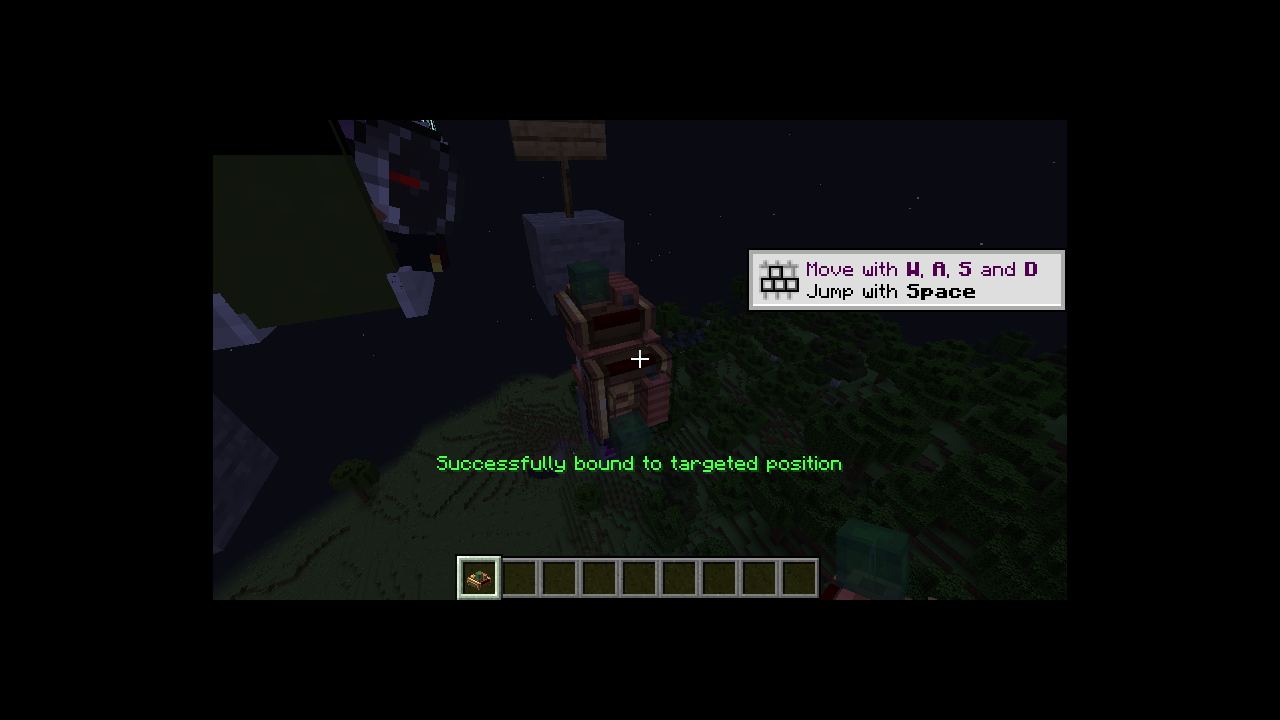 Move with W, A, S and D
Jump with Space
Successfully bound to targeted position